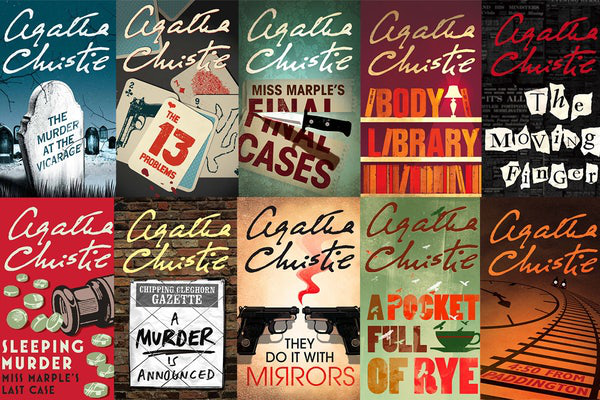 Agatha
Christie
THE
MURDER
AT THE
VICARAGE
Agatha
Christie
THE
13
PROBLEMS
Agatha
Christie
MISS MARPLE'S
FINAL
FINAL
CASES
Agatha
Christie
BODY
LIBRARY
Agatha
Christie
The
Moving
Finger
Agatha
Christie
SLEEPING
MURDER
MISS MARPLE'S
LAST CASE
Agatha
Christie
CHIPPING CLEGHORN
GAZETTE
A
MURDER
IS
ANNOUNCED
Agatha
Christie
THEY
DO IT WITH
MIRRORS
Agatha
Christie
A POCKET
FULL
OF RYE
Agatha
Christie
4:50 FROM
PADDINGTON